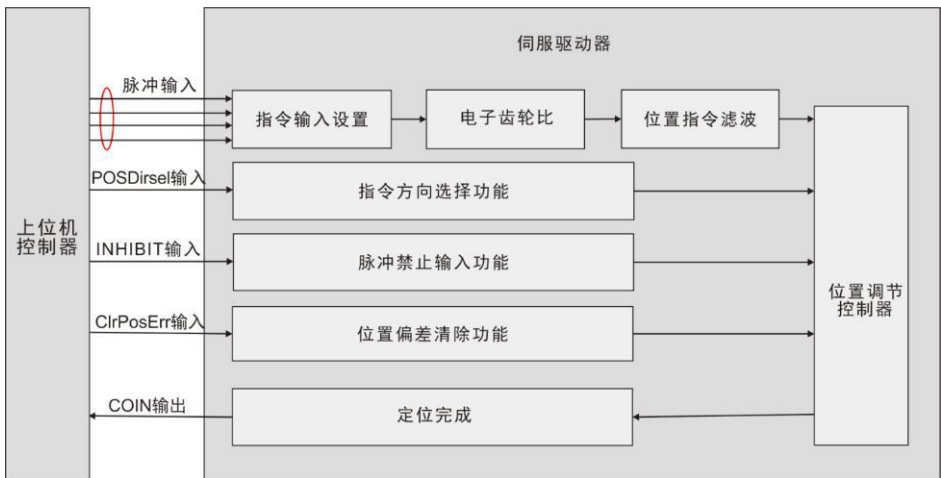 伺服驱动器
脉冲输入
指令输入设置
电子齿轮比
位置指令滤波
POSDirsel输入
指令方向选择功能
上位机
控制器
INHIBIT输入
脉冲禁止输入功能
位置调节
控制器
ClrPosErr输入
位置偏差清除功能
COIN输出
定位完成